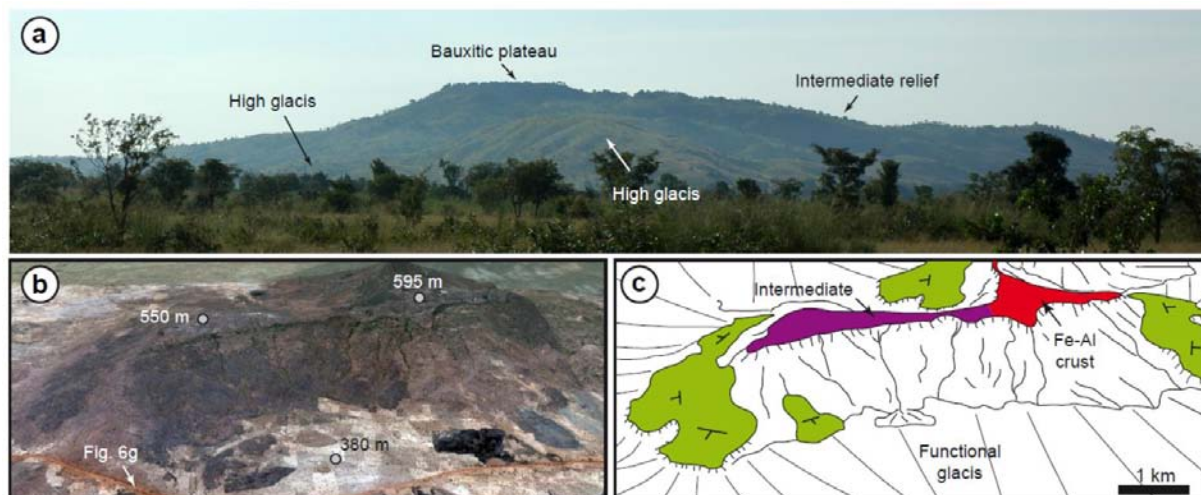 a
Bauxitic plateau
High glacis
Intermediate relief
High glacis
b
595 m
550 m
380 m
Fig. 6g
c
Intermediate
Fe-Al
crust
Functional
glacis
1 km